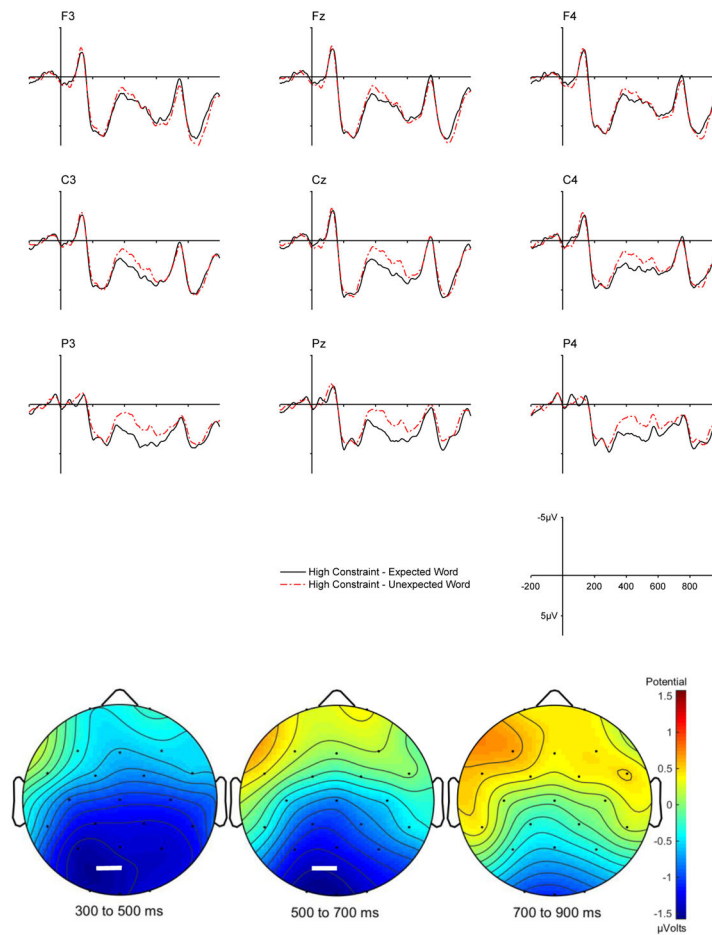 F3
Fz
F4
C3
Cz
C4
P3
Pz
P4
-5µV
-200 0 200 400 600 800
5µV
High Constraint - Expected Word
High Constraint - Unexpected Word
Potential
1.5
1
0.5
0
-0.5
-1
-1.5
µVolts
300 to 500 ms
500 to 700 ms
700 to 900 ms